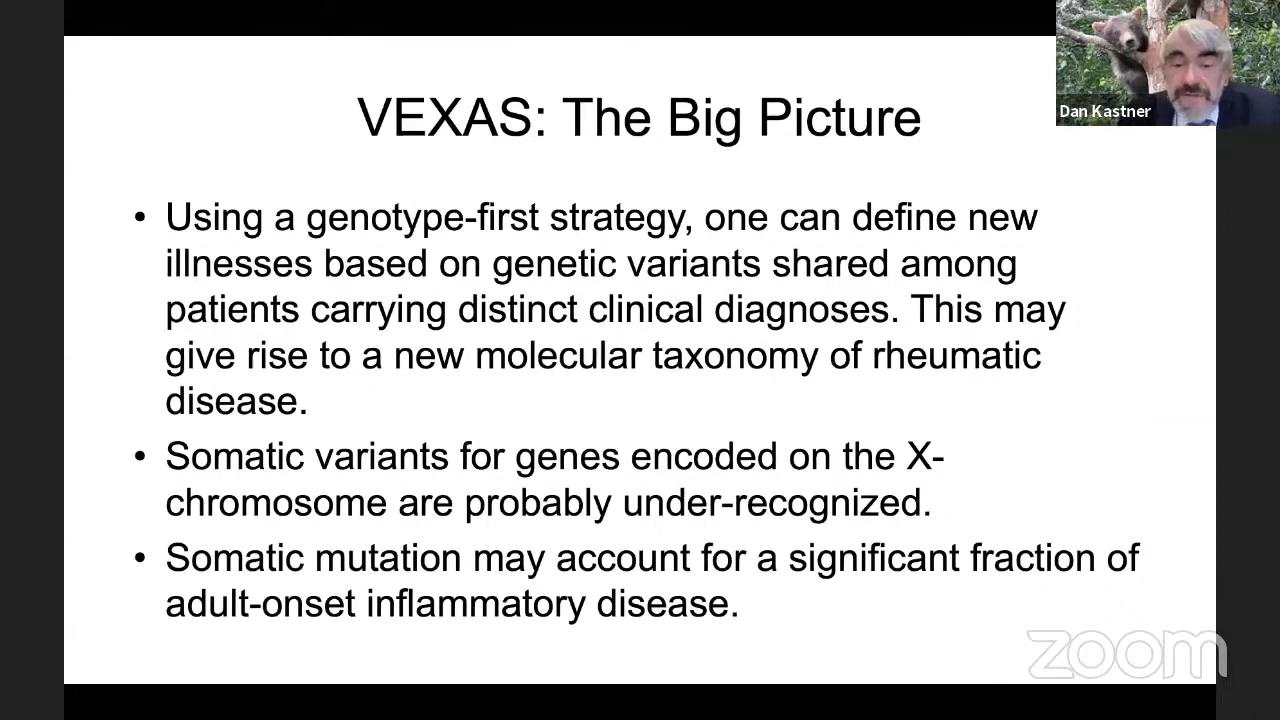 VEXAS: The Big Picture
Dan Kastner
• Using a genotype-first strategy, one can define new
illnesses based on genetic variants shared among
patients carrying distinct clinical diagnoses. This may
give rise to a new molecular taxonomy of rheumatic
disease.
• Somatic variants for genes encoded on the X-
chromosome are probably under-recognized.
• Somatic mutation may account for a significant fraction of
adult-onset inflammatory disease.
zoom